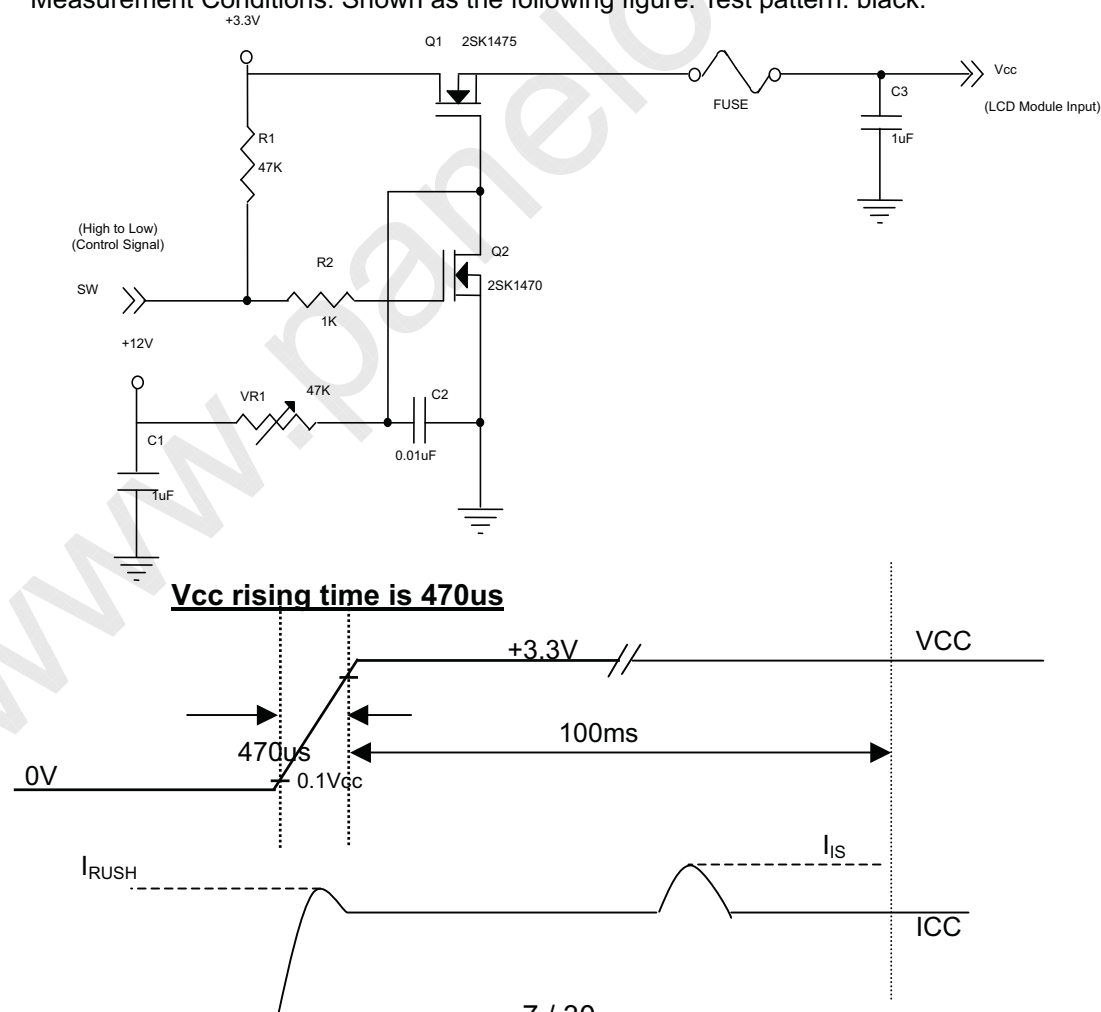 Measurement Conditions: Shown as the following figure. Test pattern: black.
+3.3V
Q1 2SK1475
Vcc
FUSE
C3
(LCD Module Input)
R1
1uF
47K
(High to Low)
(Control Signal)
Q2
R2
SW
2SK1470
1K
+12V
VR1
47K
C2
C1
0.01uF
1uF
Vcc rising time is 470us
+3.3V
VCC
100ms
470us
0V
0.1Vcc
IIS
IRUSH
ICC
7 / 30
www.panelo